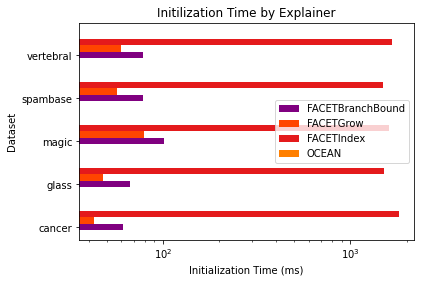 Initilization Time by Explainer
vertebral
spambase
magic
glass
cancer
Dataset
FACETBranchBound
FACETGrow
FACETIndex
OCEAN
10²
10³
Initialization Time (ms)